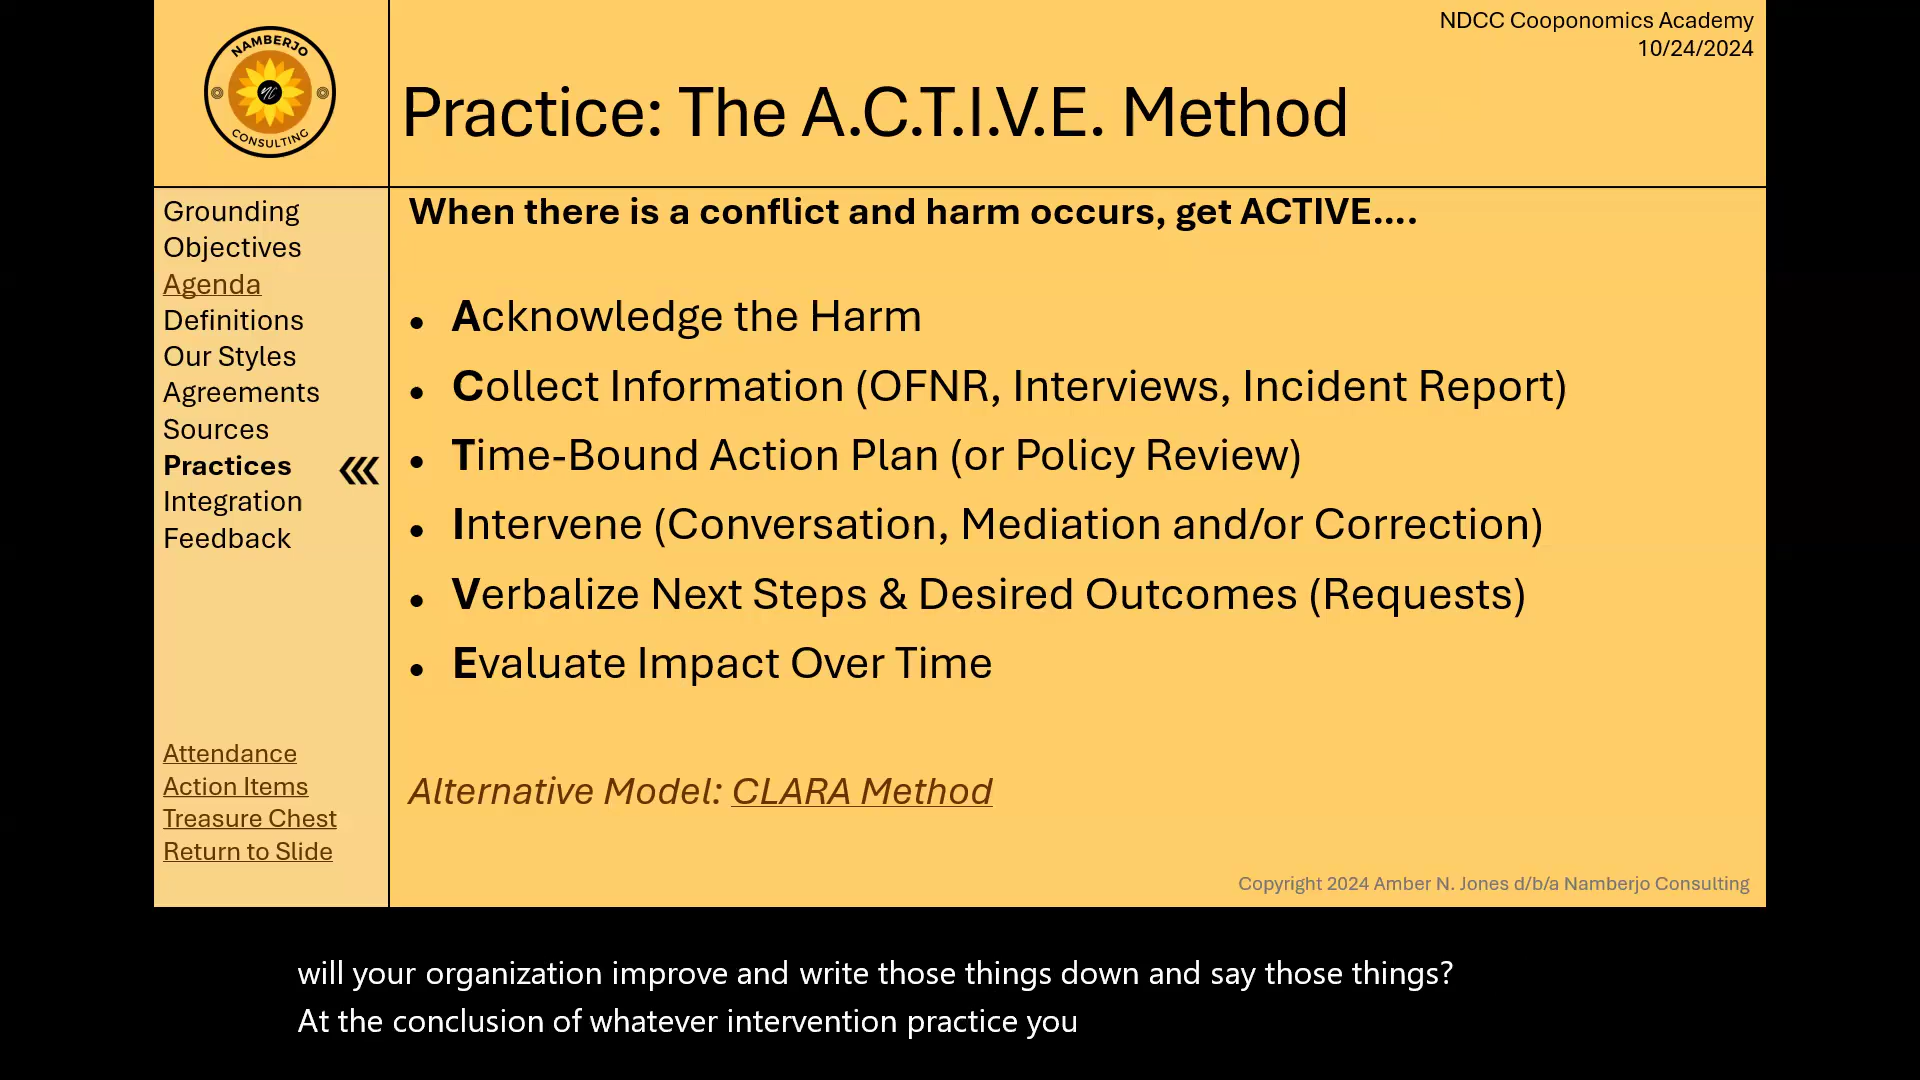 NAMBERJO
CONSULTING
NDCC Cooponomics Academy
10/24/2024
Practice: The A.C.T.I.V.E. Method
Grounding
Objectives
Agenda
Definitions
Our Styles
Agreements
Sources
Practices
Integration
Feedback
Attendance
Action Items
Treasure Chest
Return to Slide
When there is a conflict and harm occurs, get ACTIVE....
• Acknowledge the Harm
• Collect Information (OFNR, Interviews, Incident Report)
• Time-Bound Action Plan (or Policy Review)
• Intervene (Conversation, Mediation and/or Correction)
• Verbalize Next Steps & Desired Outcomes (Requests)
• Evaluate Impact Over Time
Alternative Model: CLARA Method
Copyright 2024 Amber N. Jones d/b/a Namberjo Consulting
will your organization improve and write those things down and say those things?
At the conclusion of whatever intervention practice you